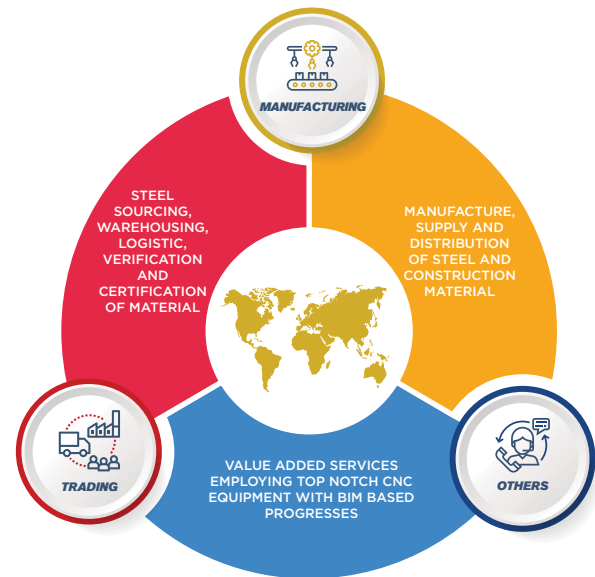 MANUFACTURING
STEEL
SOURCING,
WAREHOUSING,
LOGISTIC,
VERIFICATION
AND
CERTIFICATION
OF MATERIAL
MANUFACTURE,
SUPPLY AND
DISTRIBUTION
OF STEEL AND
CONSTRUCTION
MATERIAL
TRADING
VALUE ADDED SERVICES
EMPLOYING TOP NOTCH CNC
EQUIPMENT WITH BIM BASED
PROGRESSES
OTHERS